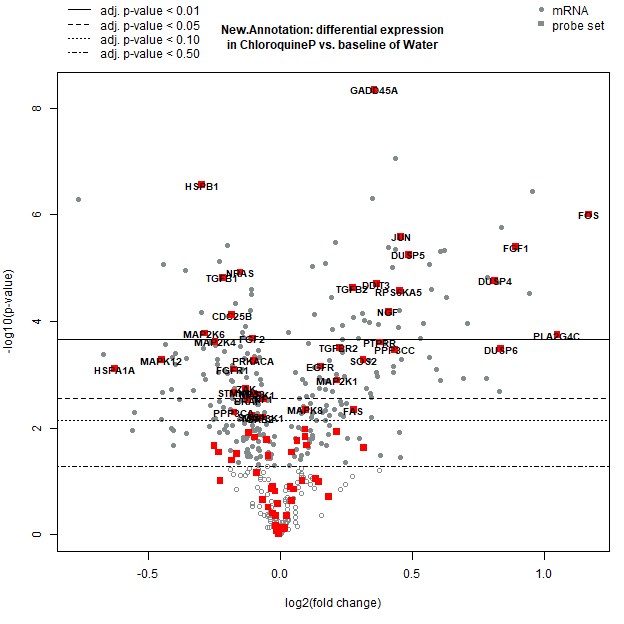 adj. p-value < 0.01
adj. p-value < 0.05
adj. p-value < 0.10
adj. p-value < 0.50
New.Annotation: differential expression
in ChloroquineP vs. baseline of Water
mRNA
probe set
GADD45A
HSPB1
FOS
JUN
FGF1
DUSP5
NRAS
TGFB1
DDIT3
TGFB2
RPS6KA5
DUSP4
NGF
CDC25B
MAPK6
MAP2K4
FGF2
PLA2G4C
PTPRR
TGFBR2
PPP3CC
DUSP6
MAPK12
PRKACA
SOS2
HSPA1A
FGFR1
EGFR
MAP2K1
MAPK8
FAS
8
6
4
2
0
-log10(p-value)
-0.5
0.0
0.5
1.0
log2(fold change)